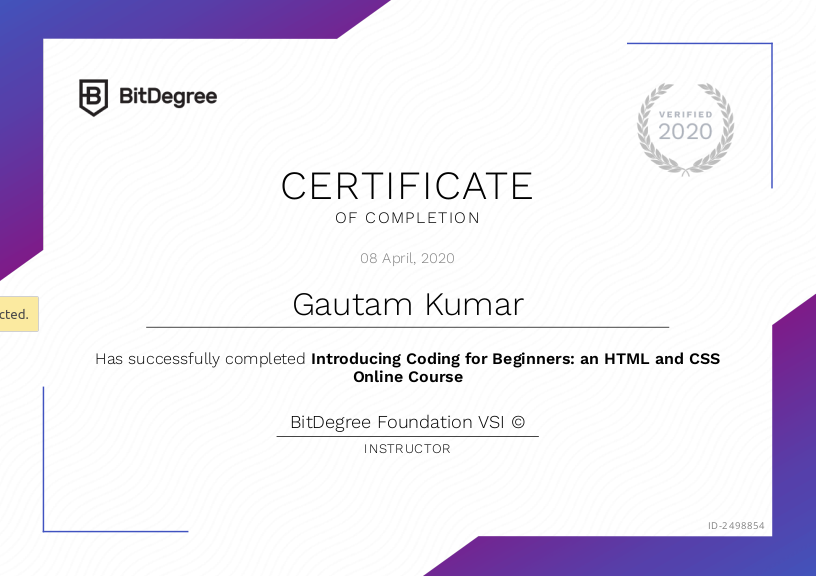 BitDegree
VERIFIED
2020
CERTIFICATE
OF COMPLETION
08 April, 2020
Gautam Kumar
cted.
Has successfully completed Introducing Coding for Beginners: an HTML and CSS
Online Course
BitDegree Foundation VSI ©
INSTRUCTOR
ID-2498854